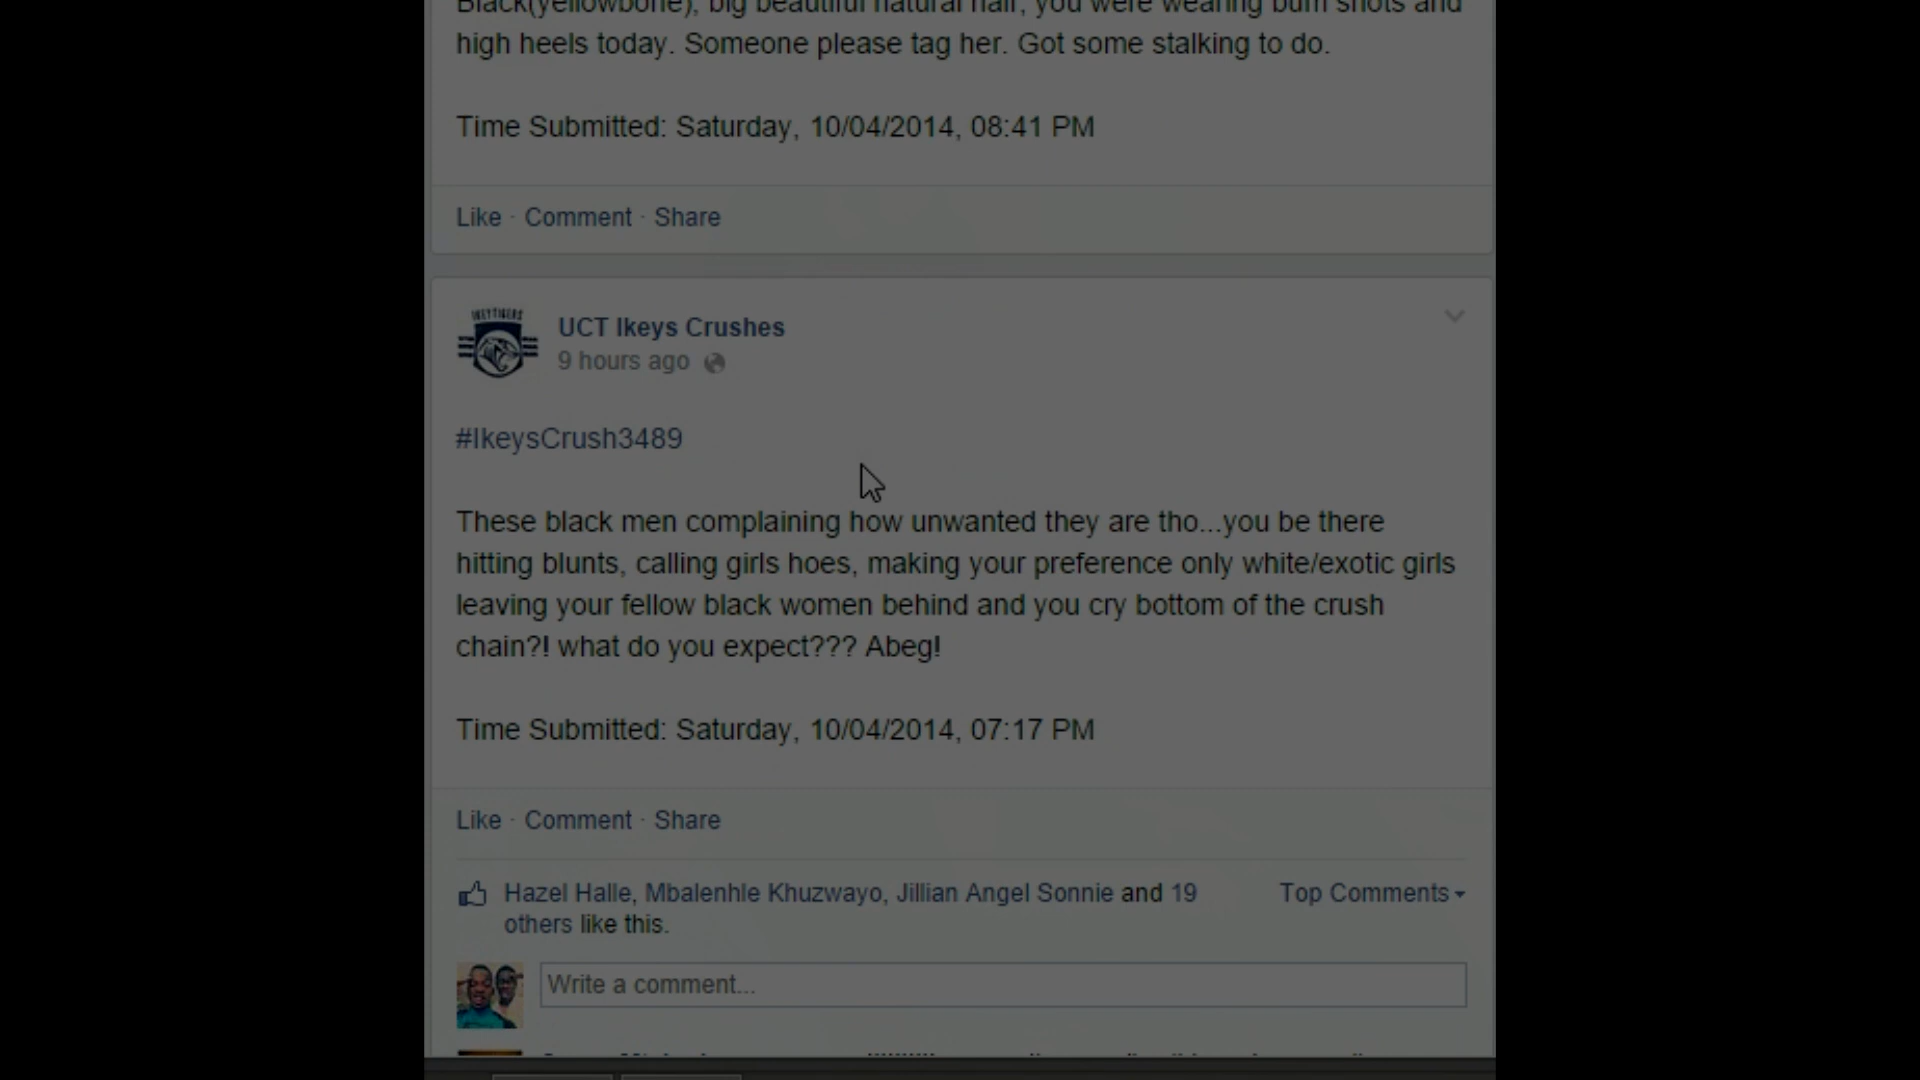 Black(yellowbone), big beautiful natural hair, you were wearing bum shots and
high heels today. Someone please tag her. Got some stalking to do.
Time Submitted: Saturday, 10/04/2014, 08:41 PM
Like · Comment · Share
IKEYTIGERS
UCT Ikeys Crushes
9 hours ago
#IkeysCrush3489
These black men complaining how unwanted they are tho...you be there
hitting blunts, calling girls hoes, making your preference only white/exotic girls
leaving your fellow black women behind and you cry bottom of the crush
chain?! what do you expect??? Abeg!
Time Submitted: Saturday, 10/04/2014, 07:17 PM
Like · Comment · Share
Hazel Halle, Mbalenhle Khuzwayo, Jillian Angel Sonnie and 19 Top Comments
others like this.
Write a comment...